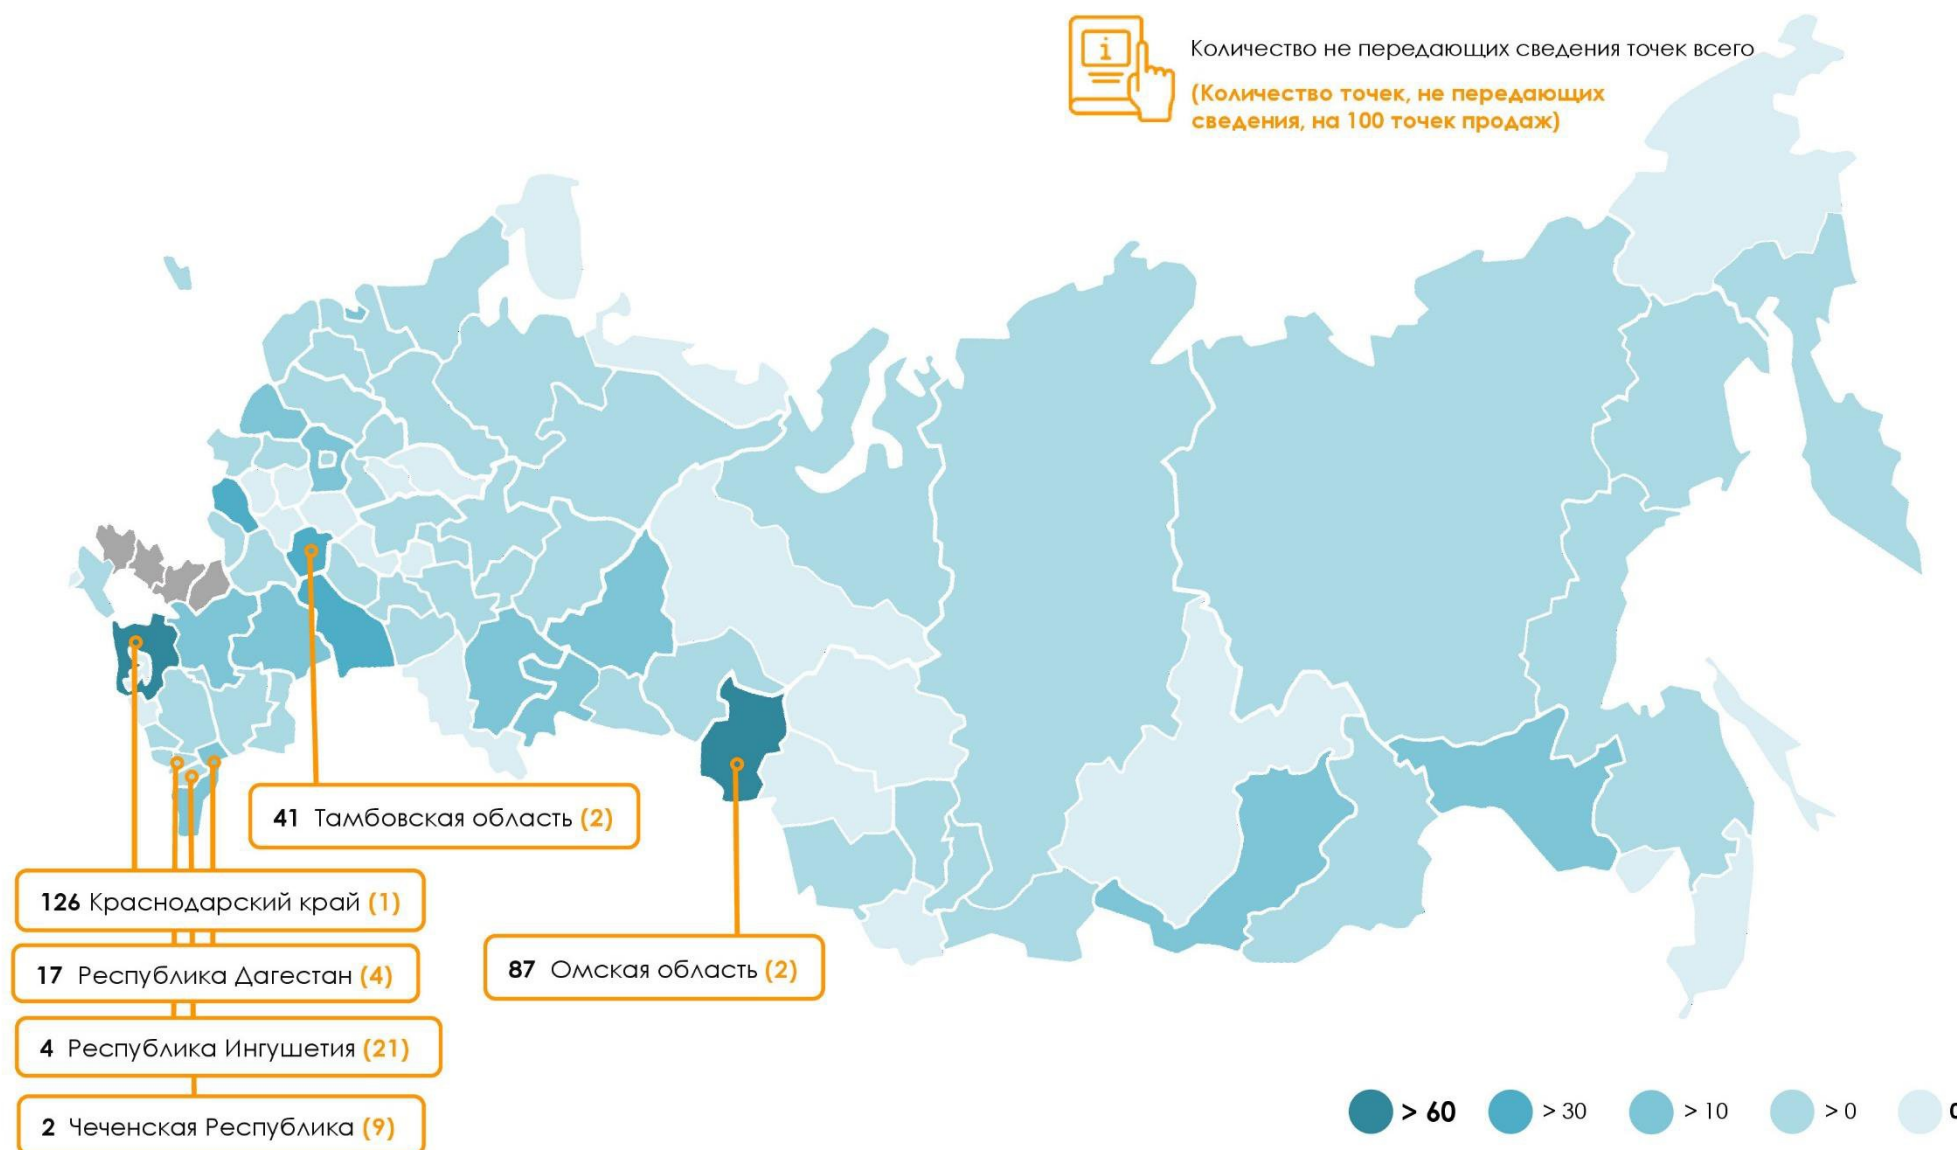 i
Количество не передающих сведения точек всего
(Количество точек, не передающих
сведения, на 100 точек продаж)
41 Тамбовская область (2)
126 Краснодарский край (1)
17 Республика Дагестан (4)
87 Омская область (2)
4 Республика Ингушетия (21)
2 Чеченская Республика (9)
> 60 > 30 > 10 > 0 0